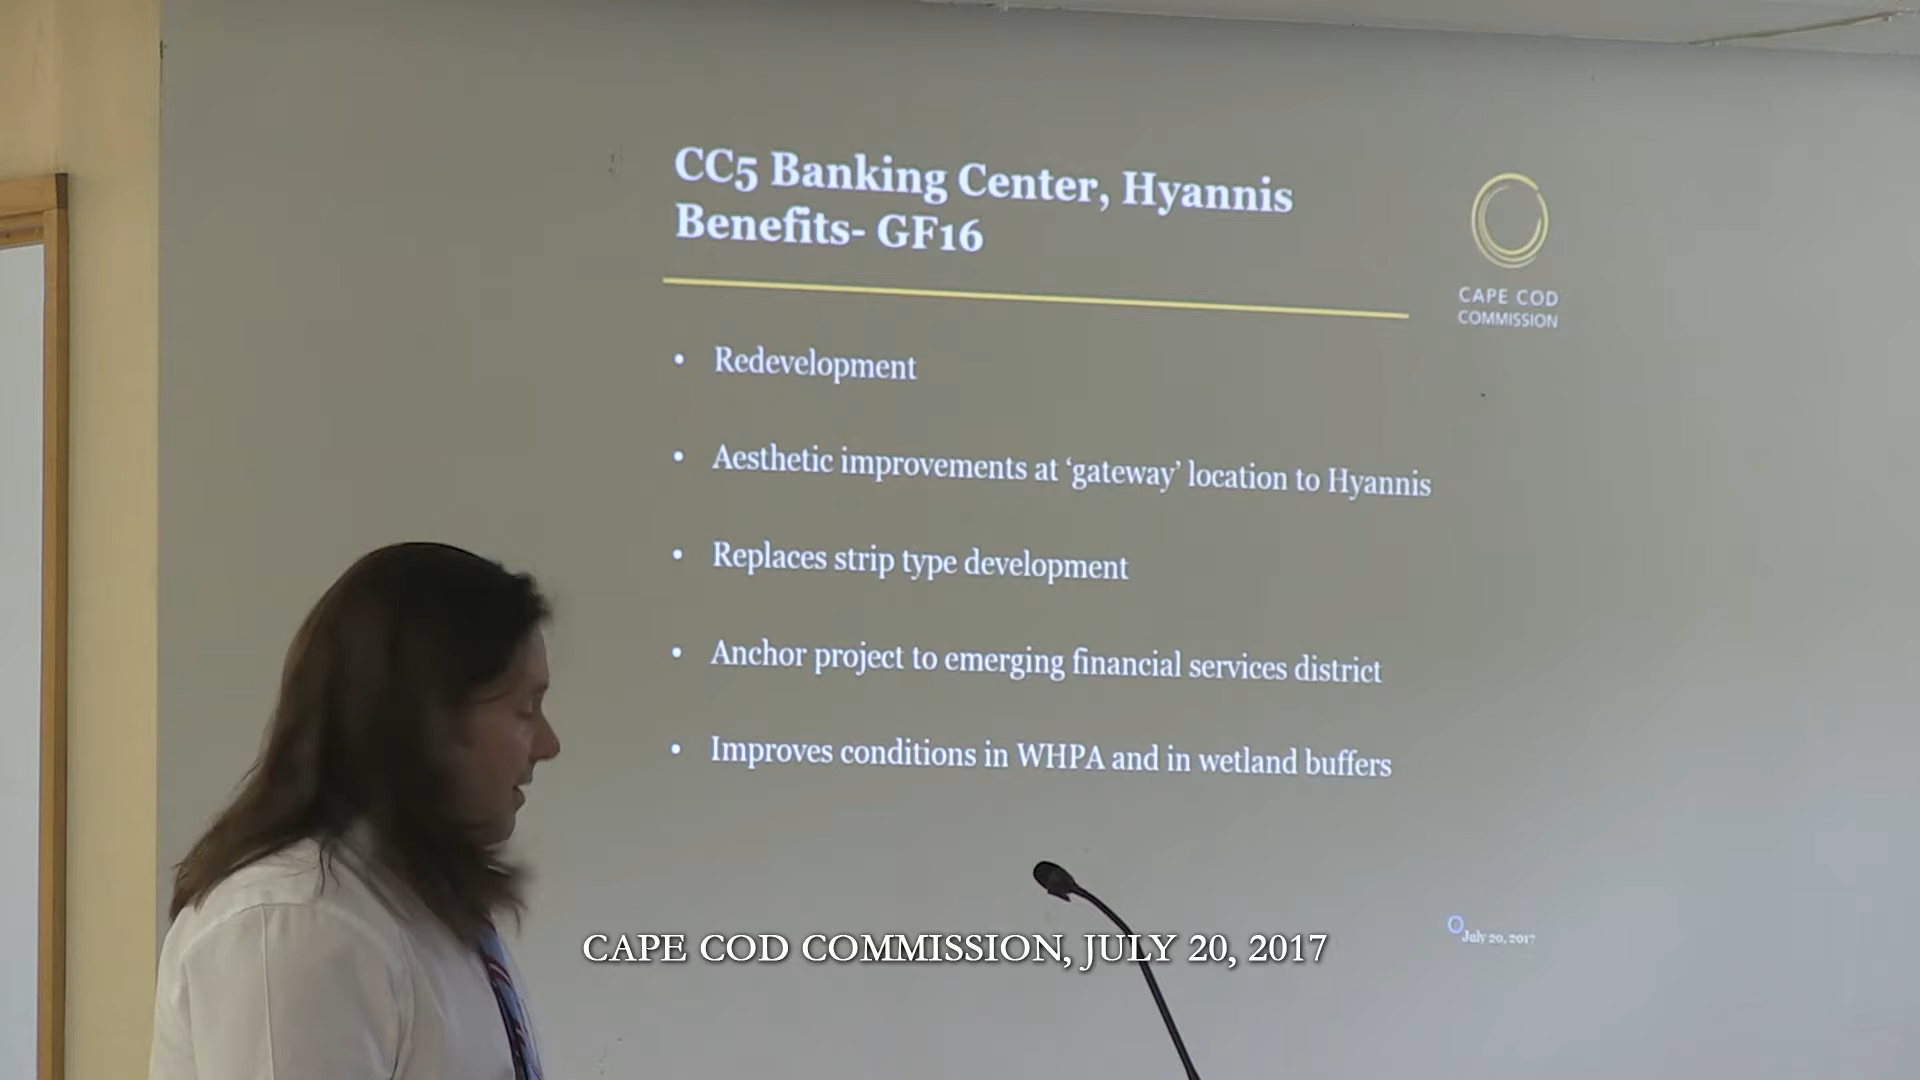 CC5 Banking Center, Hyannis
Benefits- GF16
CAPE COD
COMMISSION
• Redevelopment
• Aesthetic improvements at ‘gateway’ location to Hyannis
• Replaces strip type development
• Anchor project to emerging financial services district
• Improves conditions in WHPA and in wetland buffers
July 20, 2017
CAPE COD COMMISSION, JULY 20, 2017